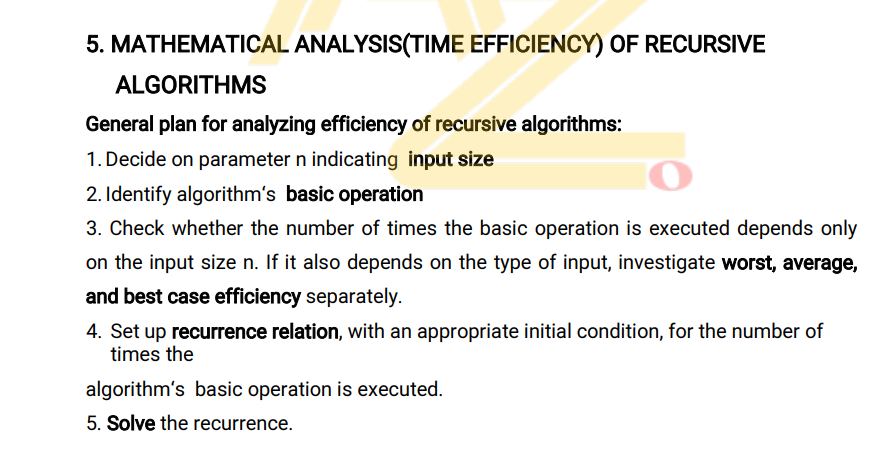 5. MATHEMATICAL ANALYSIS(TIME EFFICIENCY) OF RECURSIVE
ALGORITHMS
General plan for analyzing efficiency of recursive algorithms:
1. Decide on parameter n indicating input size
2. Identify algorithm‘s basic operation
3. Check whether the number of times the basic operation is executed depends only
on the input size n. If it also depends on the type of input, investigate worst, average,
and best case efficiency separately.
4. Set up recurrence relation, with an appropriate initial condition, for the number of
times the
algorithm‘s basic operation is executed.
5. Solve the recurrence.